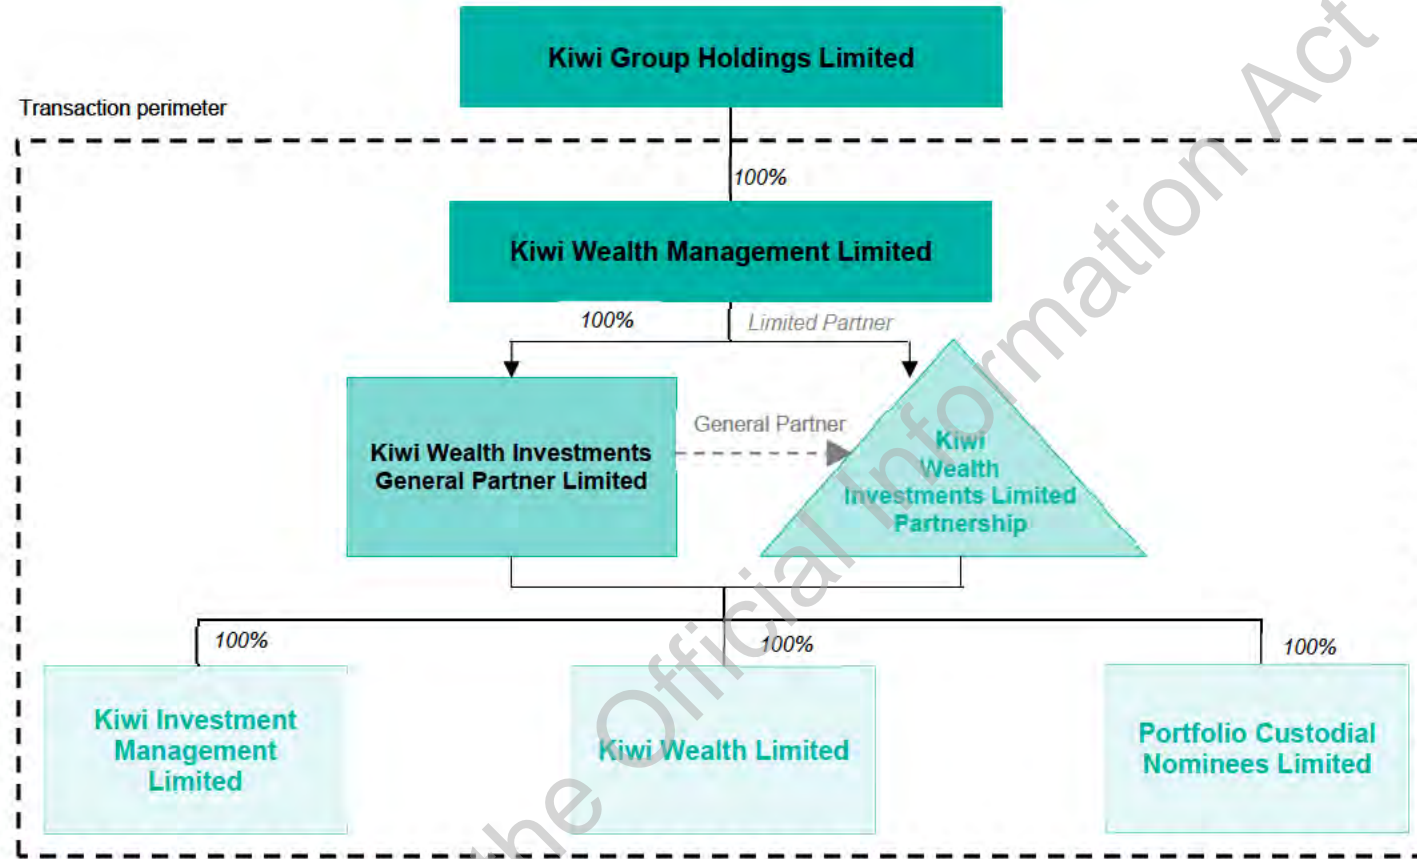 Kiwi Group Holdings Limited
Transaction perimeter
100%
Kiwi Wealth Management Limited
100%
Limited Partner
General Partner
Kiwi Wealth Investments
General Partner Limited
Kiwi
Wealth
Investments Limited
Partnership
100%
100%
100%
Kiwi Investment
Management
Limited
Kiwi Wealth Limited
Portfolio Custodial
Nominees Limited
the Official Information Act